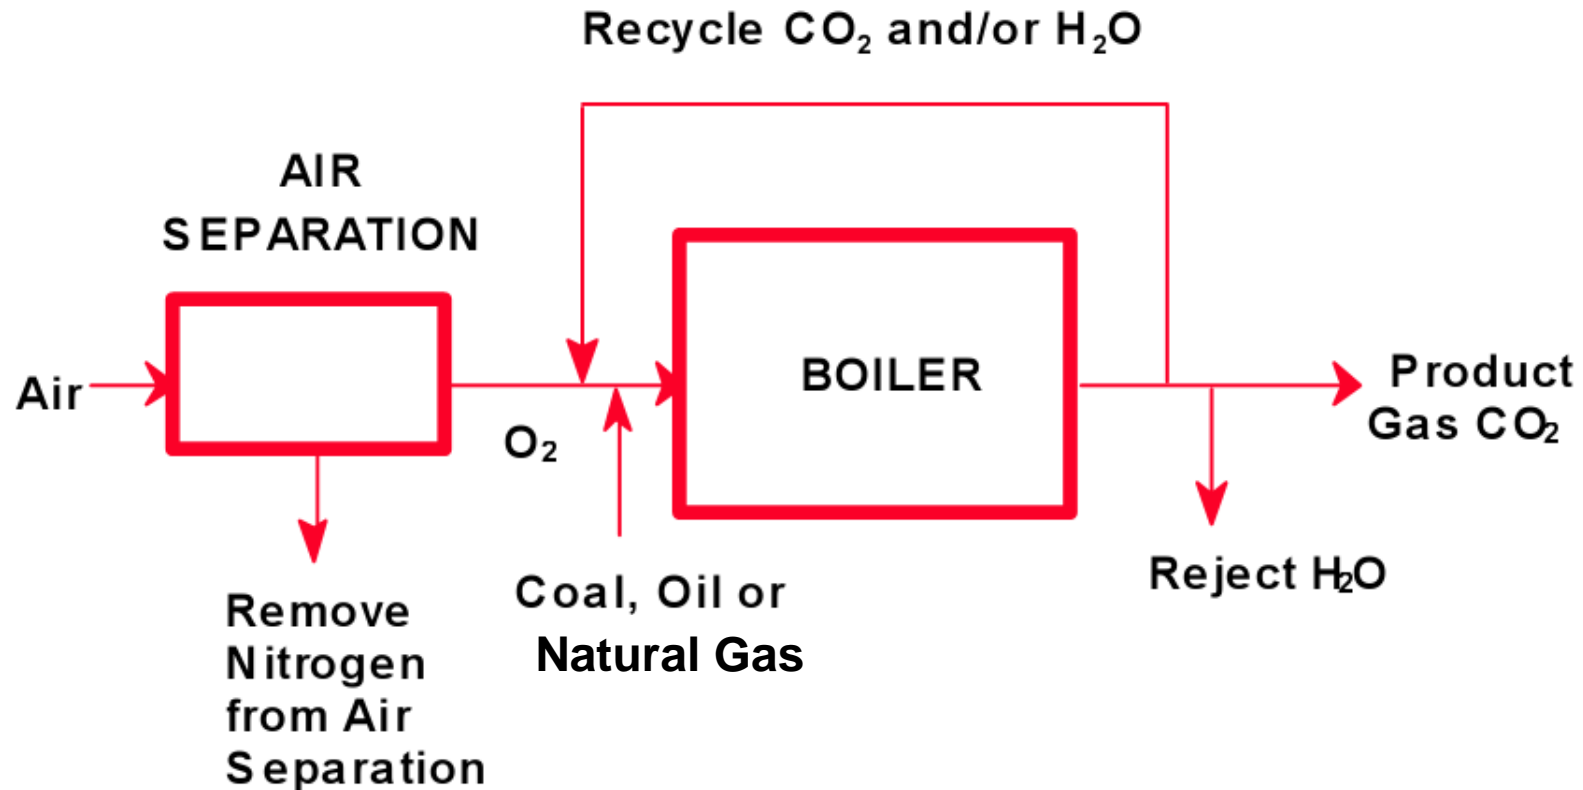 Recycle CO₂ and/or H₂O
AIR
SEPARATION
Air
O₂
BOILER
Product
Gas CO₂
Reject H₂O
Coal, Oil or
Natural Gas
Remove
Nitrogen
from Air
Separation